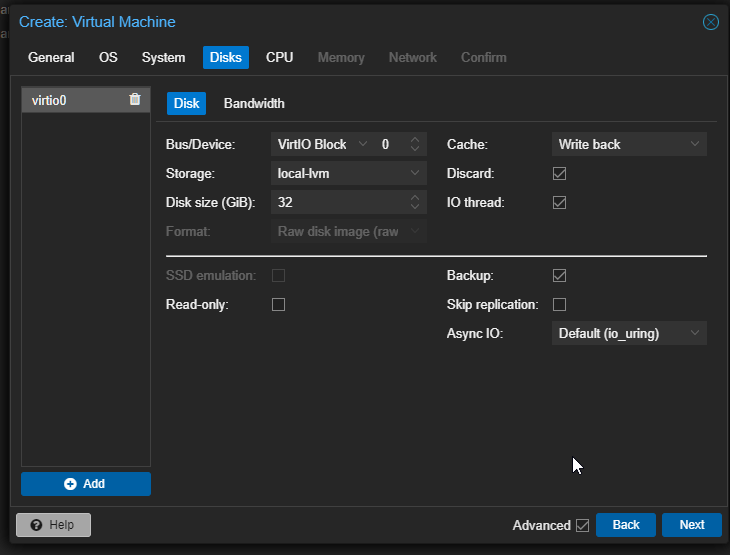 Create: Virtual Machine
General OS System Disks CPU Memory Network Confirm
virtio0
Disk Bandwidth
Bus/Device: VirtIO Block 0 Cache: Write back
Storage: local-lvm Discard:
Disk size (GiB): 32 IO thread:
Format: Raw disk image (raw
SSD emulation: Backup:
Read-only: Skip replication:
Async IO: Default (io_uring)
Add
Help Advanced Back Next